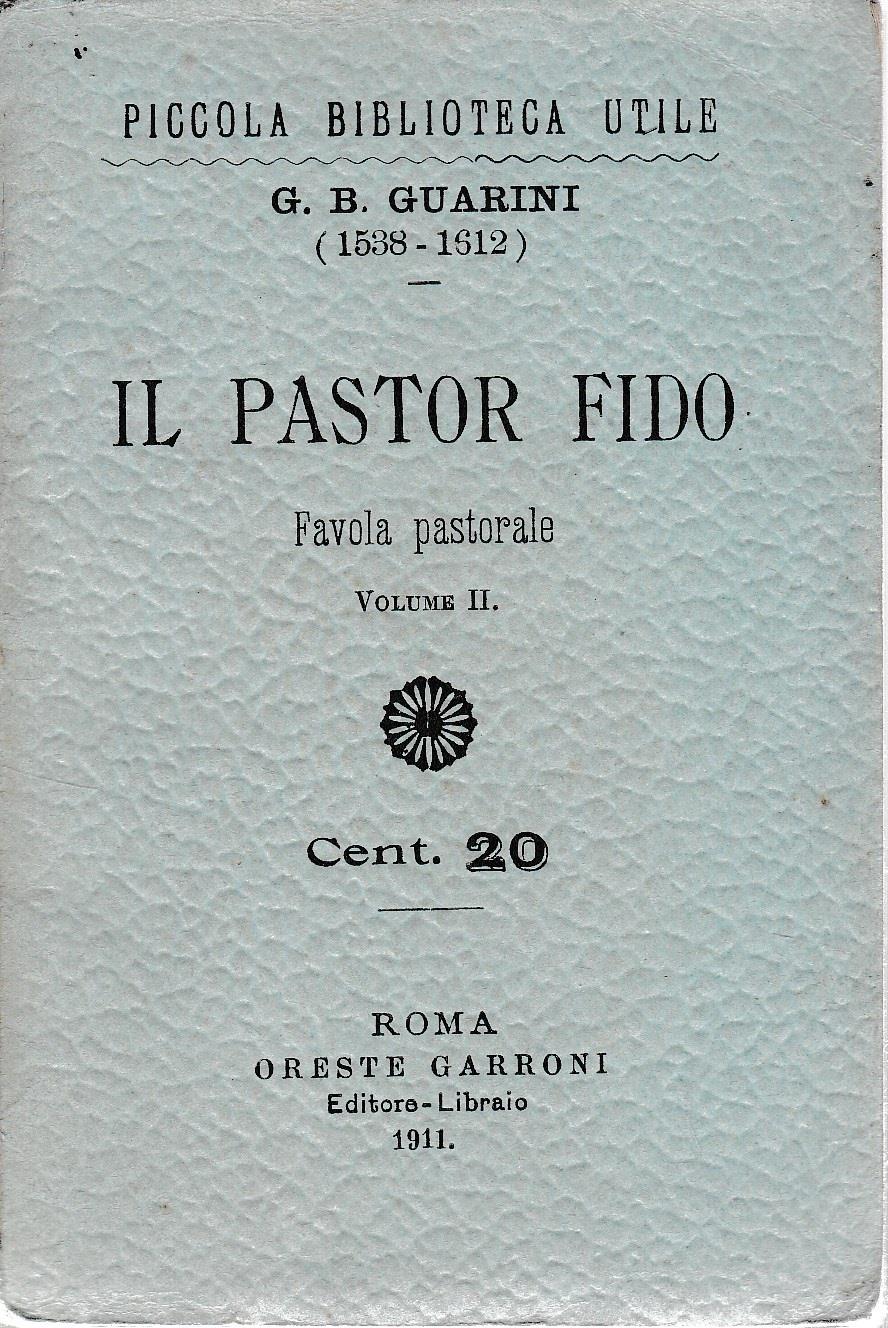 PICCOLA BIBLIOTECA UTILE
G. B. GUARINI
(1538-1612)
IL PASTOR FIDO
Favola pastorale
VOLUME II.
Cent. 20
ROMA
ORESTE GARRONI
Editore-Libraio
1911.